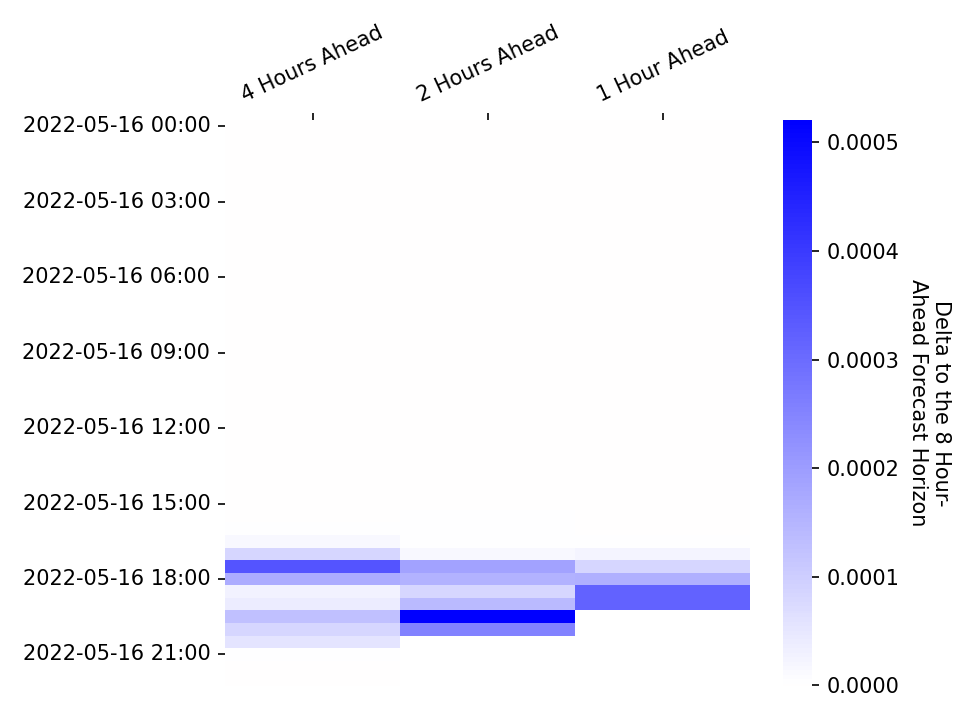 4 Hours Ahead
2 Hours Ahead
1 Hour Ahead
2022-05-16 00:00
2022-05-16 03:00
2022-05-16 06:00
2022-05-16 09:00
2022-05-16 12:00
2022-05-16 15:00
2022-05-16 18:00
2022-05-16 21:00
0.0005
0.0004
0.0003
0.0002
0.0001
0.0000
Delta to the 8 Hour-
Ahead Forecast Horizon